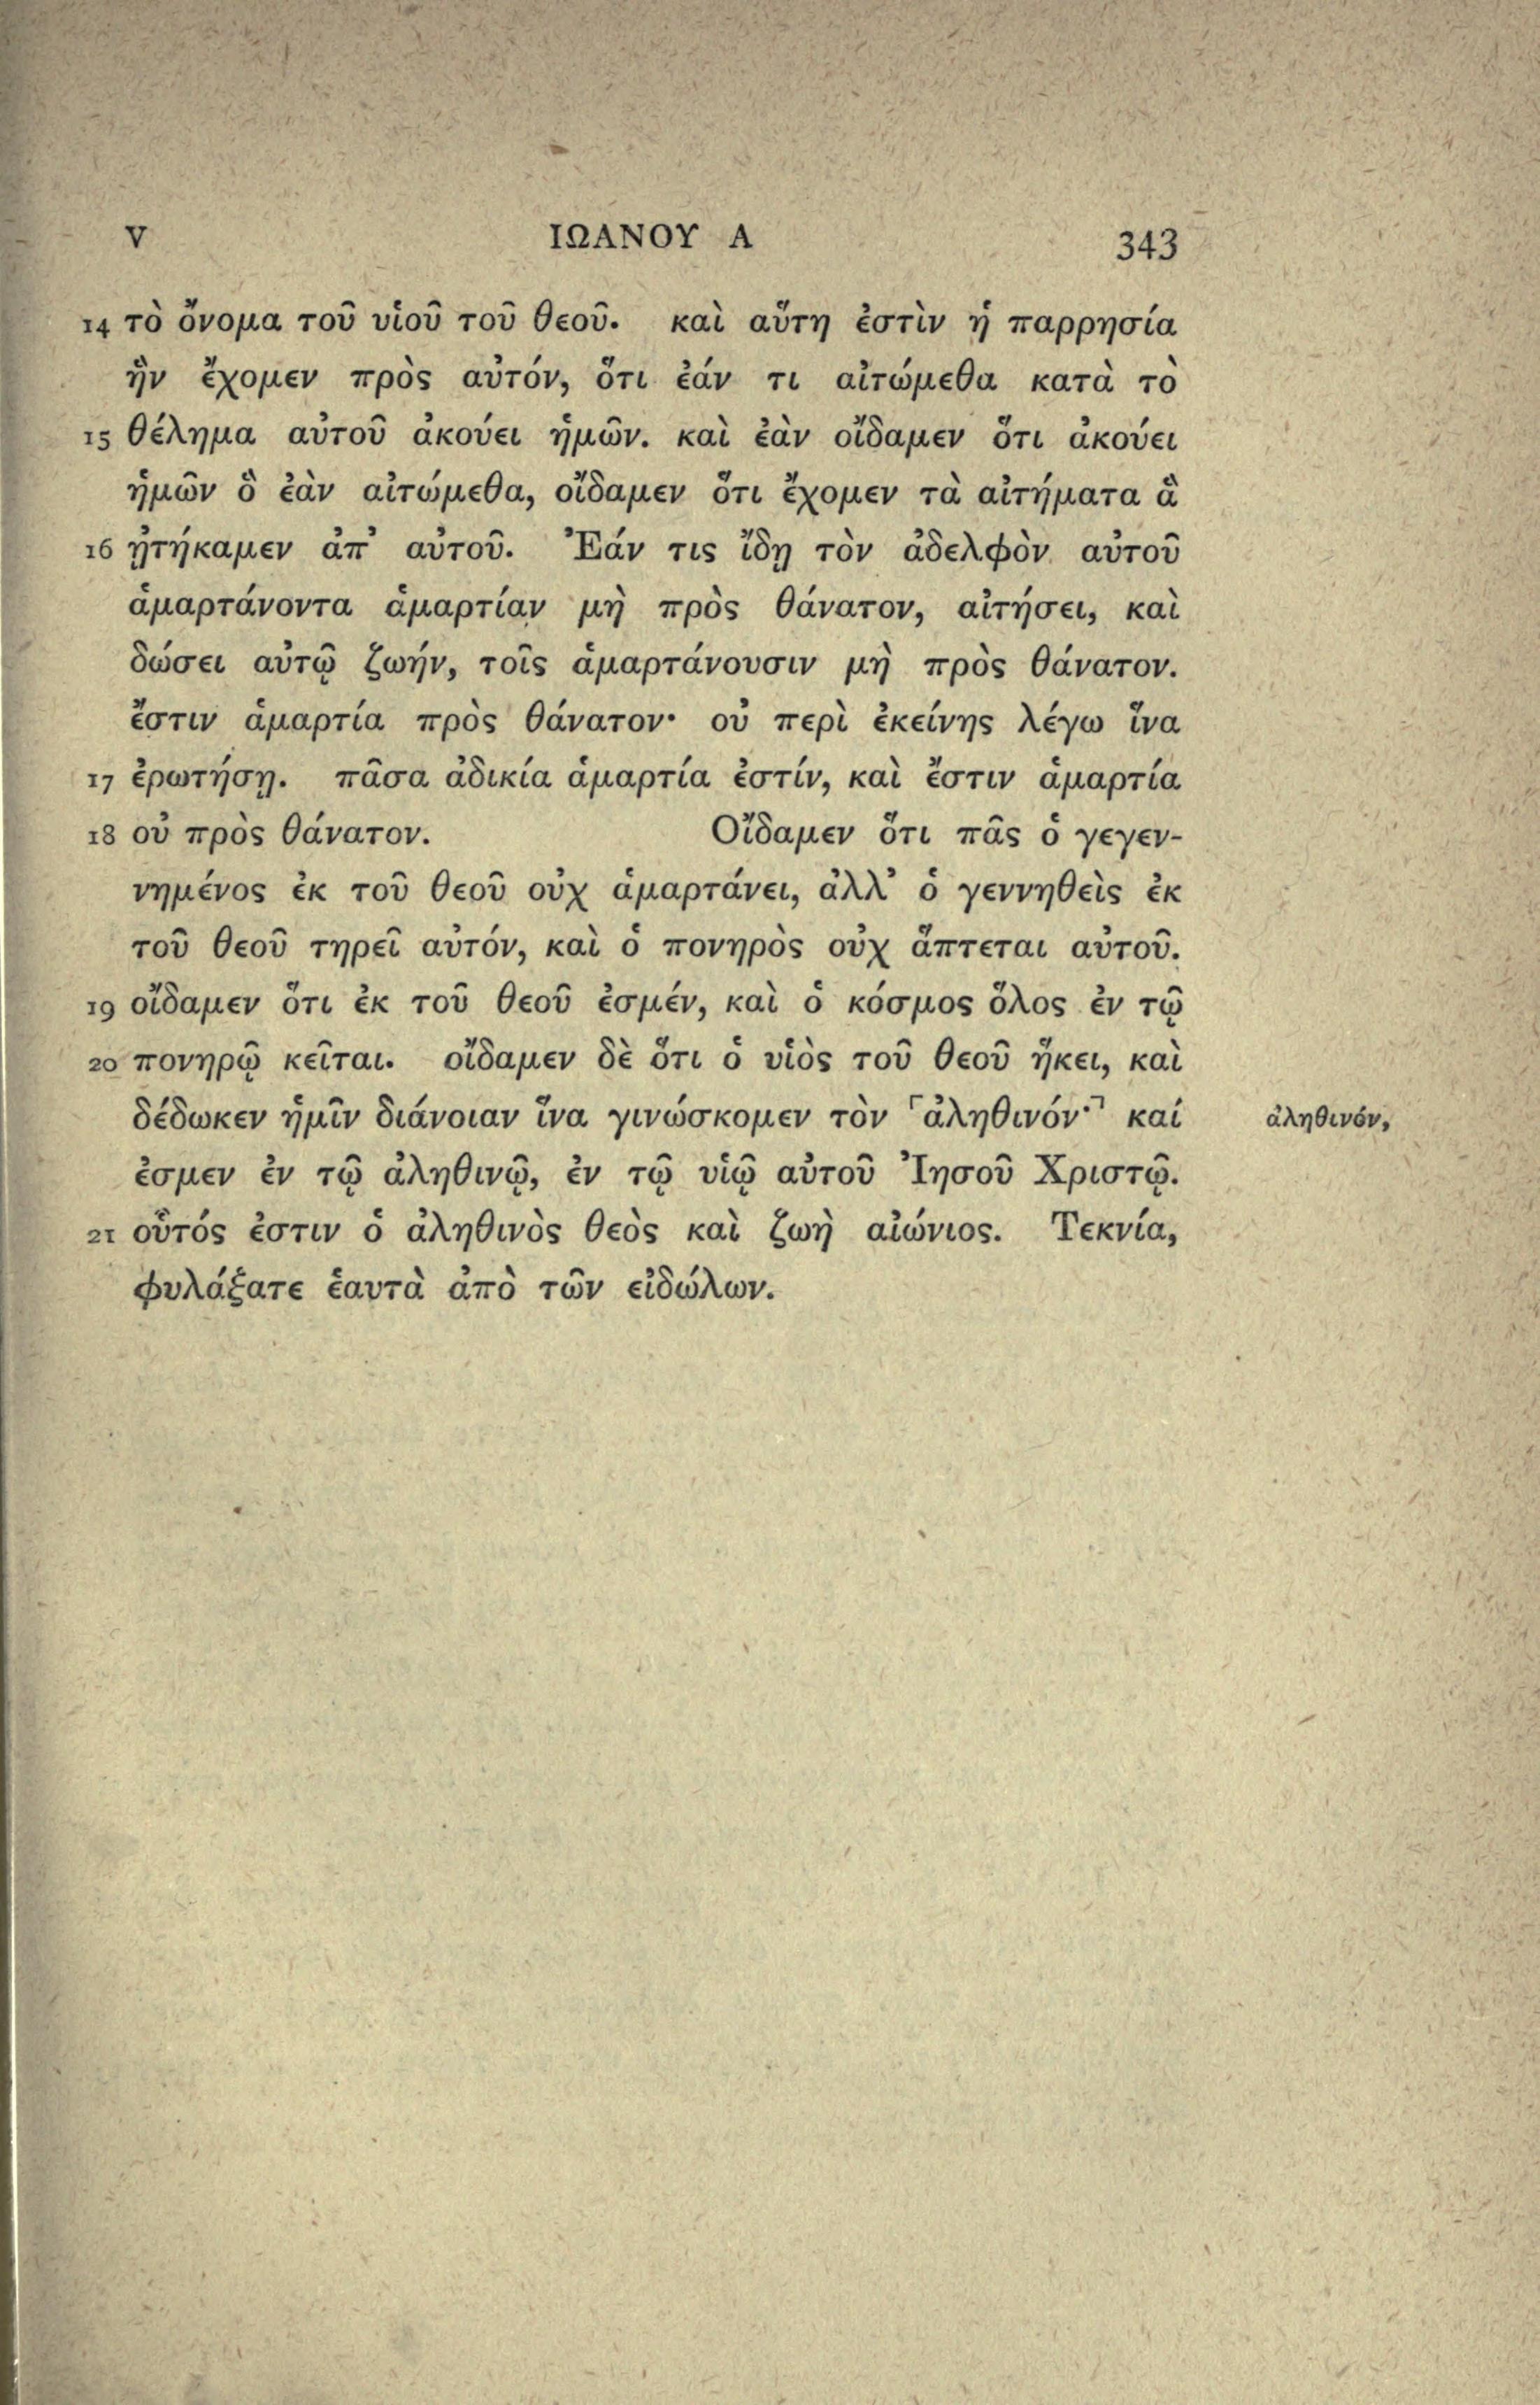 V ΙΩΑΝΟΥ Α 343
14 τὸ ὄνομα τοῦ υἱοῦ τοῦ θεοῦ. καὶ αὕτη ἐστὶν ἡ παρρησία
ἣν ἔχομεν πρὸς αὐτόν, ὅτι ἐάν τι αἰτώμεθα κατὰ τὸ
15 θέλημα αὐτοῦ ἀκούει ἡμῶν. καὶ ἐὰν οἴδαμεν ὅτι ἀκούει
ἡμῶν ὃ ἐὰν αἰτώμεθα, οἴδαμεν ὅτι ἔχομεν τὰ αἰτήματα ἃ
16 ᾐτήκαμεν ἀπ’ αὐτοῦ. Ἐάν τις ἴδῃ τὸν ἀδελφὸν αὐτοῦ
ἁμαρτάνοντα ἁμαρτίαν μὴ πρὸς θάνατον, αἰτήσει, καὶ
δώσει αὐτῷ ζωήν, τοῖς ἁμαρτάνουσιν μὴ πρὸς θάνατον.
ἔστιν ἁμαρτία πρὸς θάνατον· οὐ περὶ ἐκείνης λέγω ἵνα
17 ἐρωτήσῃ. πᾶσα ἀδικία ἁμαρτία ἐστίν, καὶ ἔστιν ἁμαρτία
18 οὐ πρὸς θάνατον. Οἴδαμεν ὅτι πᾶς ὁ γεγεν-
νημένος ἐκ τοῦ θεοῦ οὐχ ἁμαρτάνει, ἀλλ’ ὁ γεννηθεὶς ἐκ
τοῦ θεοῦ τηρεῖ αὐτόν, καὶ ὁ πονηρὸς οὐχ ἅπτεται αὐτοῦ.
19 οἴδαμεν ὅτι ἐκ τοῦ θεοῦ ἐσμέν, καὶ ὁ κόσμος ὅλος ἐν τῷ
20 πονηρῷ κεῖται. οἴδαμεν δὲ ὅτι ὁ υἱὸς τοῦ θεοῦ ἥκει, καὶ
δέδωκεν ἡμῖν διάνοιαν ἵνα γινώσκομεν τὸν ⌜ἀληθινόν·⌝ καί ἀληθινόν,
ἐσμεν ἐν τῷ ἀληθινῷ, ἐν τῷ υἱῷ αὐτοῦ Ἰησοῦ Χριστῷ.
21 οὗτός ἐστιν ὁ ἀληθινὸς θεὸς καὶ ζωὴ αἰώνιος. Τεκνία,
φυλάξατε ἑαυτὰ ἀπὸ τῶν εἰδώλων.